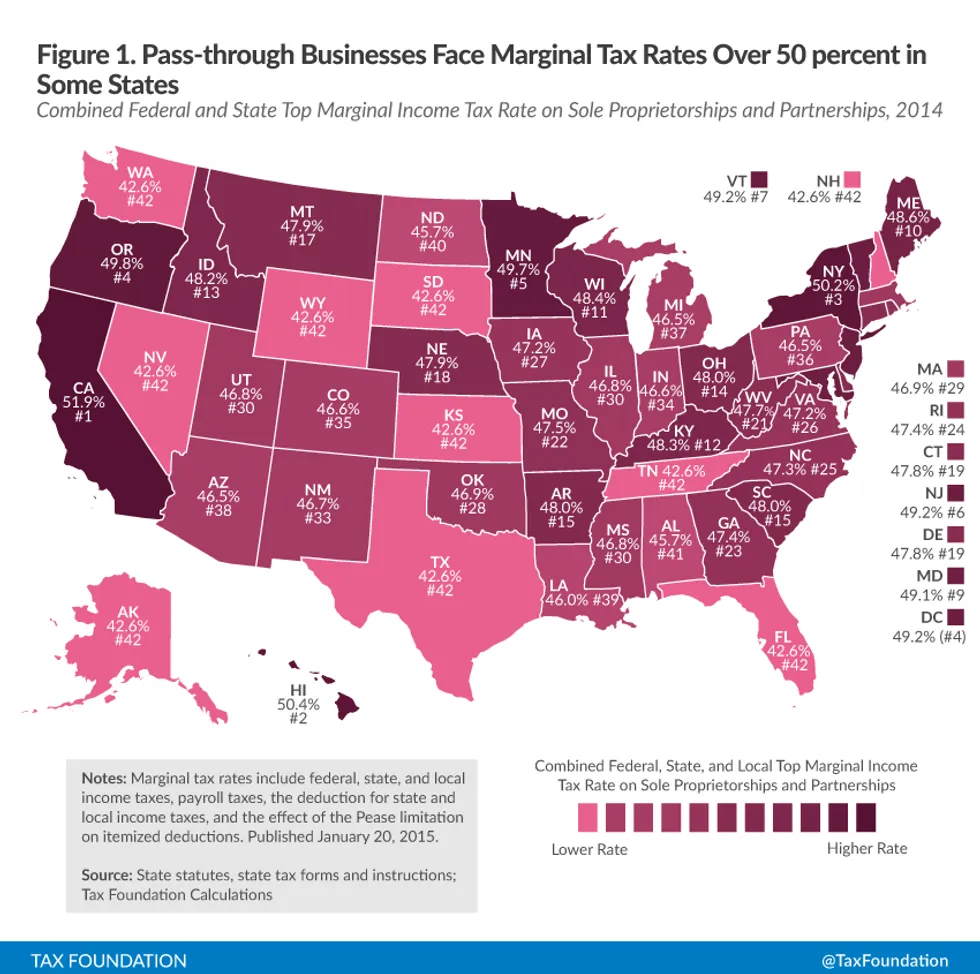 Figure 1. Pass-through Businesses Face Marginal Tax Rates Over 50 percent in
Some States
Combined Federal and State Top Marginal Income Tax Rate on Sole Proprietorships and Partnerships, 2014
WA
42.6%
#42
OR
49.8%
#4
CA
51.9%
#1
NV
42.6%
#42
ID
48.2%
#13
MT
47.9%
#17
WY
42.6%
#42
UT
46.8%
#30
CO
46.6%
#35
AZ
46.5%
#38
NM
46.7%
#33
ND
45.7%
#40
SD
42.6%
#42
NE
47.9%
#18
KS
42.6%
#42
OK
46.9%
#28
TX
42.6%
#42
MN
49.7%
#5
IA
47.2%
#27
MO
47.5%
#22
AR
48.0%
#15
LA
46.0% #39
WI
48.4%
#11
IL
46.8%
#30
MI
46.5%
#37
IN
46.6%
#34
OH
48.0%
#14
KY
48.3% #12
TN 42.6%
#42
MS
46.8%
#30
AL
45.7%
#41
GA
47.4%
#23
FL
42.6%
#42
SC
48.0%
#15
NC
47.3% #25
VA
47.2%
#26
WV
47.7%
#21
PA
46.5%
#36
NY
50.2%
#3
ME
48.6%
#10
VT
49.2% #7
NH
42.6% #42
MA
46.9% #29
RI
47.4% #24
CT
47.8% #19
NJ
49.2% #6
DE
47.8% #19
MD
49.1% #9
DC
49.2% (#4)
AK
42.6%
#42
HI
50.4%
#2
Notes: Marginal tax rates include federal, state, and local
income taxes, payroll taxes, the deduction for state and
local income taxes, and the effect of the Pease limitation
on itemized deductions. Published January 20, 2015.
Source: State statutes, state tax forms and instructions;
Tax Foundation Calculations
Combined Federal, State, and Local Top Marginal Income
Tax Rate on Sole Proprietorships and Partnerships
Lower Rate
Higher Rate
TAX FOUNDATION
@TaxFoundation